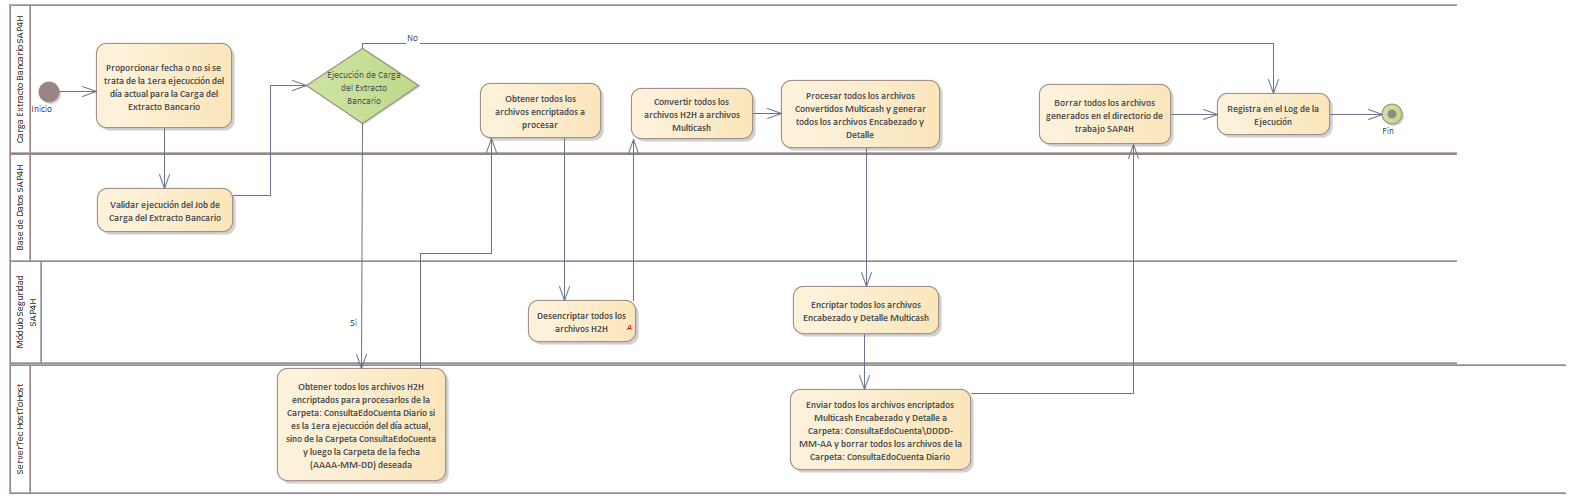 Carga Extracto Bancario SAP4H
Inicio
Proporcionar fecha o no si se
trata de la 1era ejecución del
día actual para la Carga del
Extracto Bancario
Ejecución de Carga
del Extracto
Bancario
No
Obtener todos los
archivos encriptados a
procesar
Convertir todos los
archivos H2H a archivos
Multicash
Procesar todos los archivos
Convertidos Multicash y generar
todos los archivos Encabezado y
Detalle
Borrar todos los archivos
generados en el directorio de
trabajo SAP4H
Registra en el Log de la
Ejecución
Fin
Base de Datos SAP4H
Validar ejecución del Job de
Carga del Extracto Bancario
Módulo Seguridad
SAP4H
Si
Desencriptar todos los
archivos H2H
A
Encriptar todos los archivos
Encabezado y Detalle Multicash
ServerTec HostToHost
Obtener todos los archivos H2H
encriptados para procesarlos de la
Carpeta: ConsultaEdoCuenta Diario si
es la 1era ejecución del día actual,
sino de la Carpeta ConsultaEdoCuenta
y luego la Carpeta de la fecha
(AAAA-MM-DD) deseada
Enviar todos los archivos encriptados
Multicash Encabezado y Detalle a
Carpeta: ConsultaEdoCuenta\DDDD-
MM-AA y borrar todos los archivos de la
Carpeta: ConsultaEdoCuenta Diario